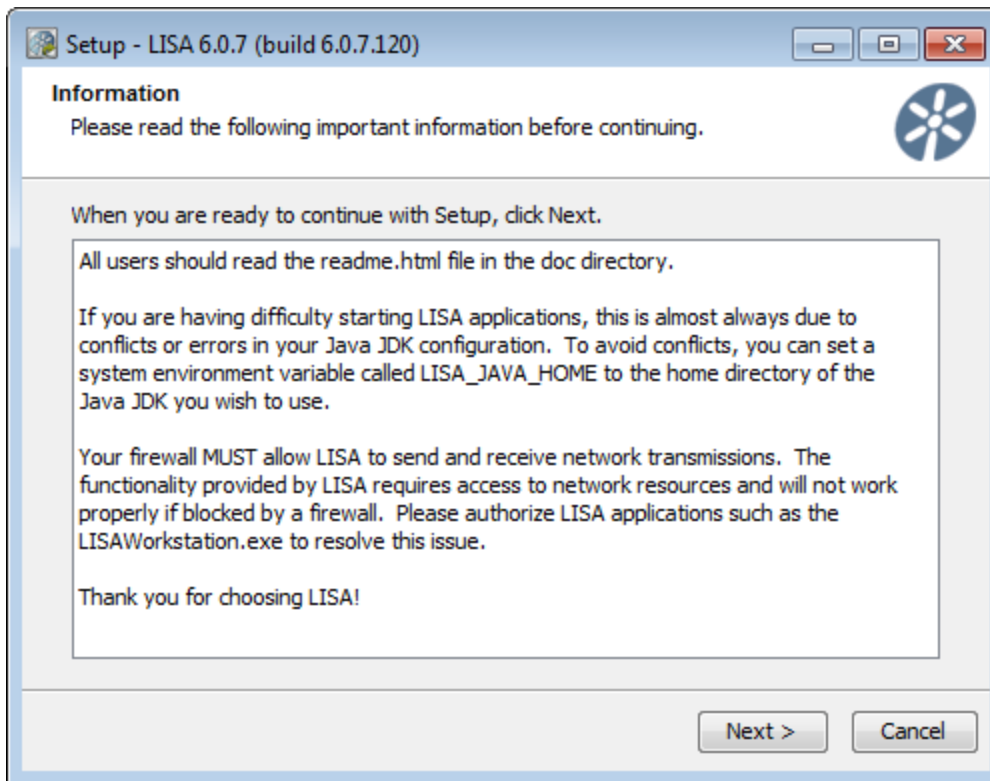 Setup - LISA 6.0.7 (build 6.0.7.120)
Information
Please read the following important information before continuing.
When you are ready to continue with Setup, click Next.
All users should read the readme.html file in the doc directory.
If you are having difficulty starting LISA applications, this is almost always due to
conflicts or errors in your Java JDK configuration.  To avoid conflicts, you can set a
system environment variable called LISA_JAVA_HOME to the home directory of the
Java JDK you wish to use.
Your firewall MUST allow LISA to send and receive network transmissions.  The
functionality provided by LISA requires access to network resources and will not work
properly if blocked by a firewall.  Please authorize LISA applications such as the
LISAWorkstation.exe to resolve this issue.
Thank you for choosing LISA!
Next >
Cancel